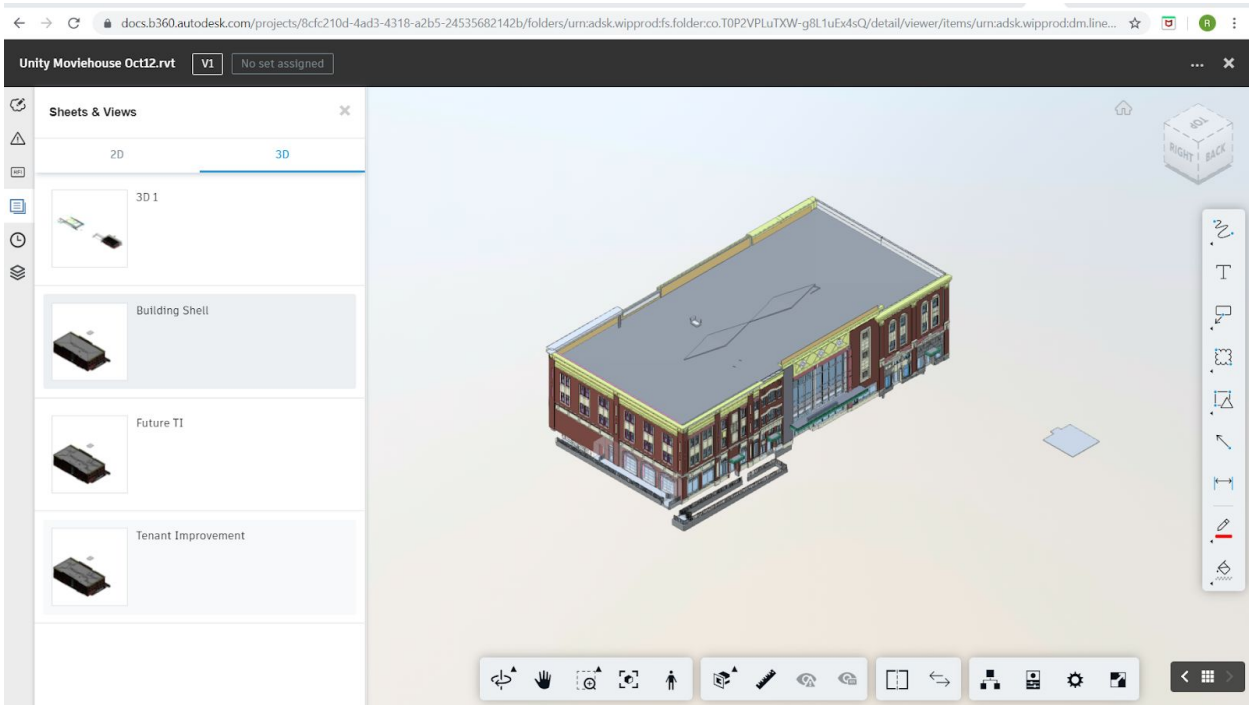 docs.b360.autodesk.com/projects/8cfc210d-4ad3-4318-a2b5-24535682142b/folders/urn:adsk.wipprod:fs.folder:co.T0P2VPLuTXW-g8L1uEx4sQ/detail/viewer/items/urn:adsk.wipprod:dm.line...
R
Unity Moviehouse Oct12.rvt V1 No set assigned
Sheets & Views
2D 3D
RFI
3D 1
Building Shell
Future TI
Tenant Improvement
TOP
RIGHT BACK
T